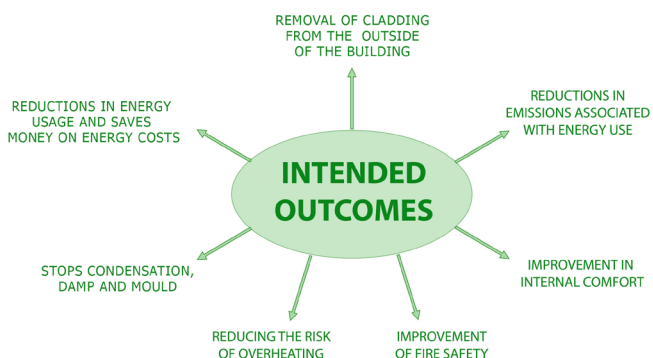 REMOVAL OF CLADDING
FROM THE OUTSIDE
OF THE BUILDING
REDUCTIONS IN ENERGY
USAGE AND SAVES
MONEY ON ENERGY COSTS
REDUCTIONS IN
EMISSIONS ASSOCIATED
WITH ENERGY USE
INTENDED
OUTCOMES
STOPS CONDENSATION,
DAMP AND MOULD
IMPROVEMENT IN
INTERNAL COMFORT
REDUCING THE RISK
OF OVERHEATING
IMPROVEMENT
OF FIRE SAFETY